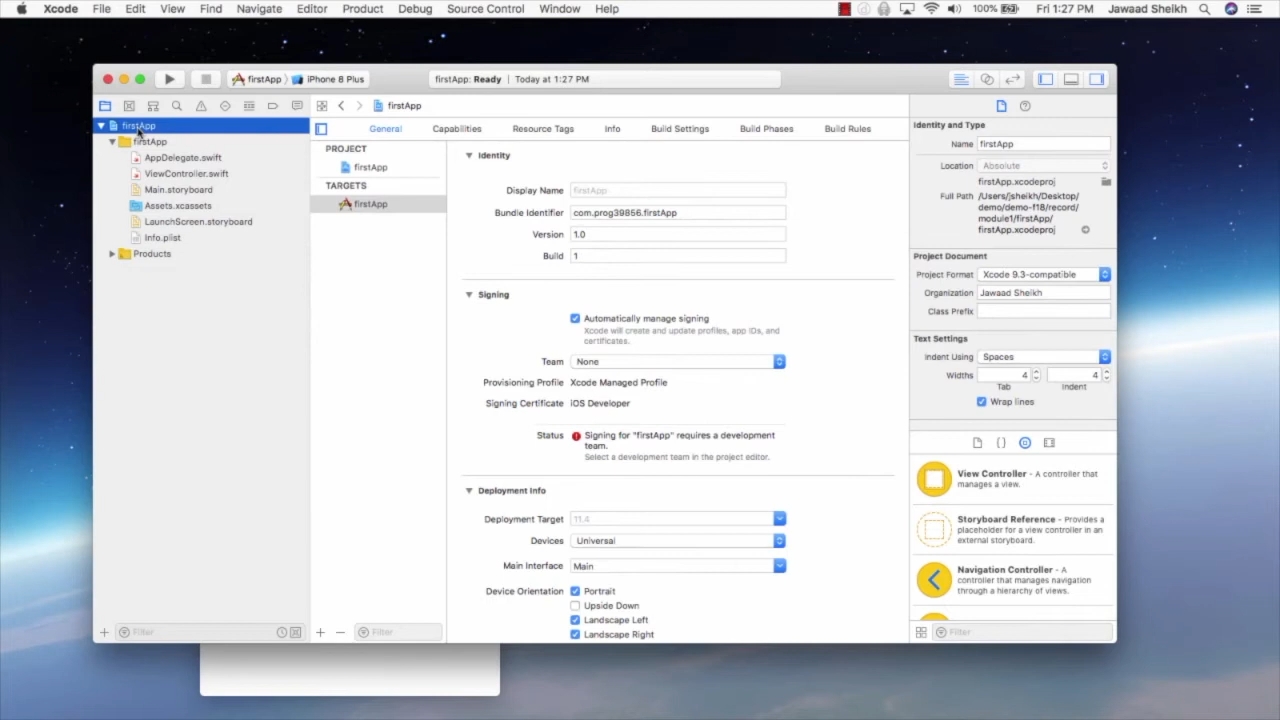 Xcode File Edit View Find Navigate Editor Product Debug Source Control Window Help 100% Fri 1:27 PM Jawaad Sheikh
firstApp iPhone 8 Plus firstApp: Ready Today at 1:27 PM
firstApp
firstApp
firstApp
AppDelegate.swift
ViewController.swift
Main.storyboard
Assets.xcassets
LaunchScreen.storyboard
Info.plist
Products
Filter
General Capabilities Resource Tags Info Build Settings Build Phases Build Rules
PROJECT
firstApp
TARGETS
firstApp
Filter
Identity
Display Name firstApp
Bundle Identifier com.prog39856.firstApp
Version 1.0
Build 1
Signing
Automatically manage signing
Xcode will create and update profiles, app IDs, and
certificates.
Team None
Provisioning Profile Xcode Managed Profile
Signing Certificate iOS Developer
Status Signing for "firstApp" requires a development
team.
Select a development team in the project editor.
Deployment Info
Deployment Target 11.4
Devices Universal
Main Interface Main
Device Orientation Portrait
Upside Down
Landscape Left
Landscape Right
Identity and Type
Name firstApp
Location Absolute
firstApp.xcodeproj
Full Path /Users/jsheikh/Desktop/
demo/demo-f18/record/
module1/firstApp/
firstApp.xcodeproj
Project Document
Project Format Xcode 9.3-compatible
Organization Jawaad Sheikh
Class Prefix
Text Settings
Indent Using Spaces
Widths 4 4
Tab Indent
Wrap lines
View Controller - A controller that
manages a view.
Storyboard Reference - Provides a
placeholder for a view controller in an
external storyboard.
Navigation Controller - A
controller that manages navigation
through a hierarchy of views.
Filter